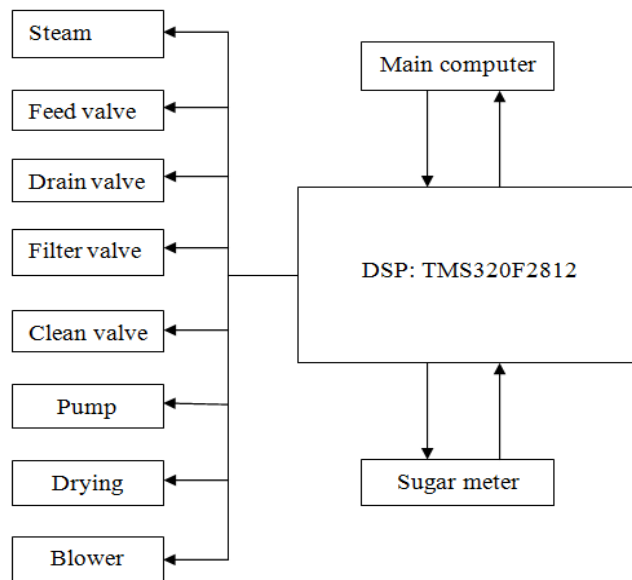 Steam
Feed valve
Drain valve
Filter valve
Clean valve
Pump
Drying
Blower
Main computer
DSP: TMS320F2812
Sugar meter